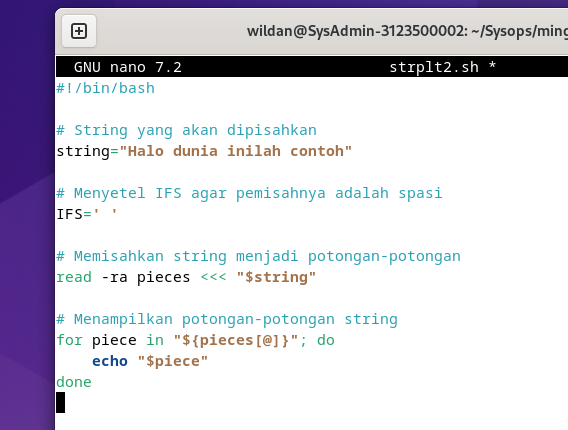 wildan@SysAdmin-3123500002: ~/Sysops/ming
GNU nano 7.2 strplt2.sh *
#!/bin/bash
# String yang akan dipisahkan
string="Halo dunia inilah contoh"
# Menyetel IFS agar pemisahnya adalah spasi
IFS=' '
# Memisahkan string menjadi potongan-potongan
read -ra pieces <<< "$string"
# Menampilkan potongan-potongan string
for piece in "${pieces[@]}"; do
    echo "$piece"
done